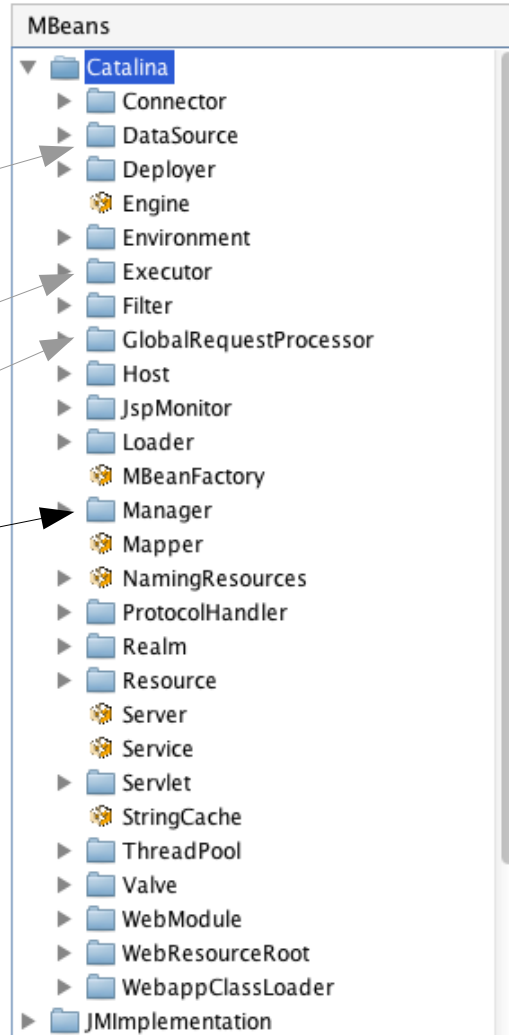 MBeans
Catalina
Connector
DataSource
Deployer
Engine
Environment
Executor
Filter
GlobalRequestProcessor
Host
JspMonitor
Loader
MBeanFactory
Manager
Mapper
NamingResources
ProtocolHandler
Realm
Resource
Server
Service
Servlet
StringCache
ThreadPool
Valve
WebModule
WebResourceRoot
WebappClassLoader
JMImplementation